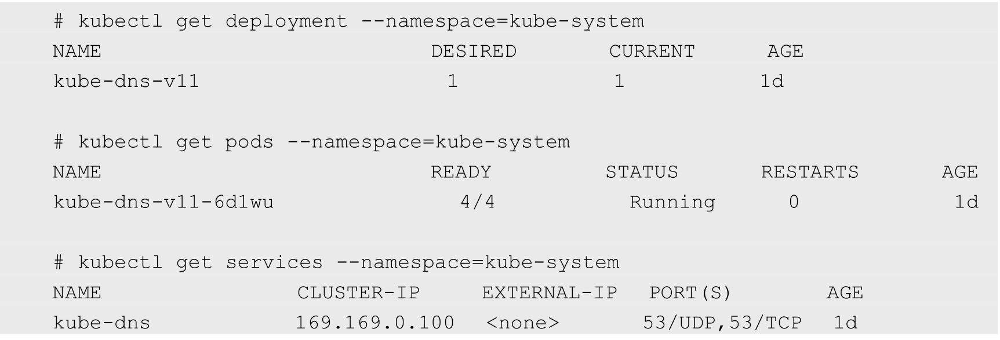 # kubectl get deployment --namespace=kube-system
NAME DESIRED CURRENT AGE
kube-dns-v11 1 1 1d
# kubectl get pods --namespace=kube-system
NAME READY STATUS RESTARTS AGE
kube-dns-v11-6d1wu 4/4 Running 0 1d
# kubectl get services --namespace=kube-system
NAME CLUSTER-IP EXTERNAL-IP PORT(S) AGE
kube-dns 169.169.0.100 <none> 53/UDP,53/TCP 1d